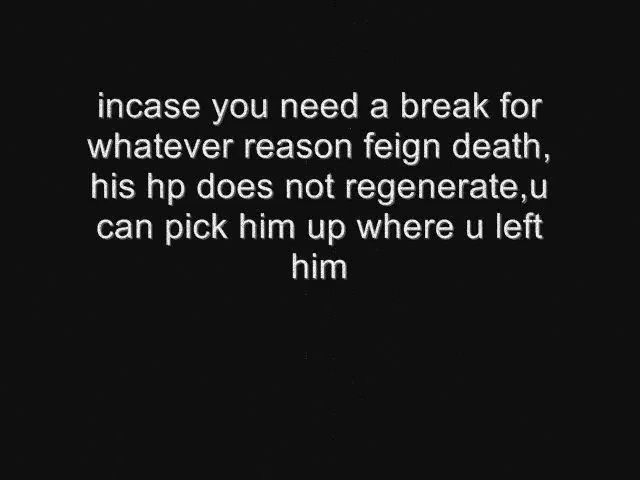 incase you need a break for
whatever reason feign death,
his hp does not regenerate,u
can pick him up where u left
him